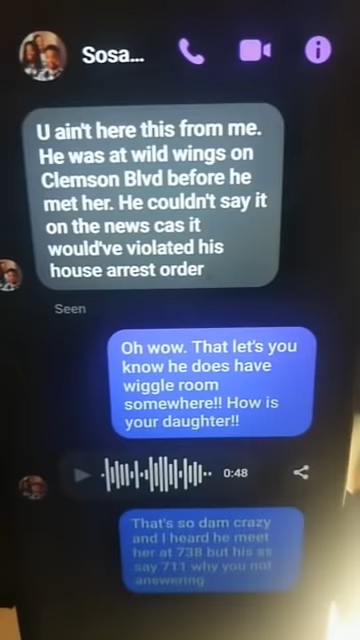 Sosa...
U ain't here this from me.
He was at wild wings on
Clemson Blvd before he
met her. He couldn't say it
on the news cas it
would've violated his
house arrest order
Seen
Oh wow. That let's you
know he does have
wiggle room
somewhere!! How is
your daughter!!
0:48
That's so dam crazy
and I heard he meet
her at 738 but his ss
say 711 why you not
answering